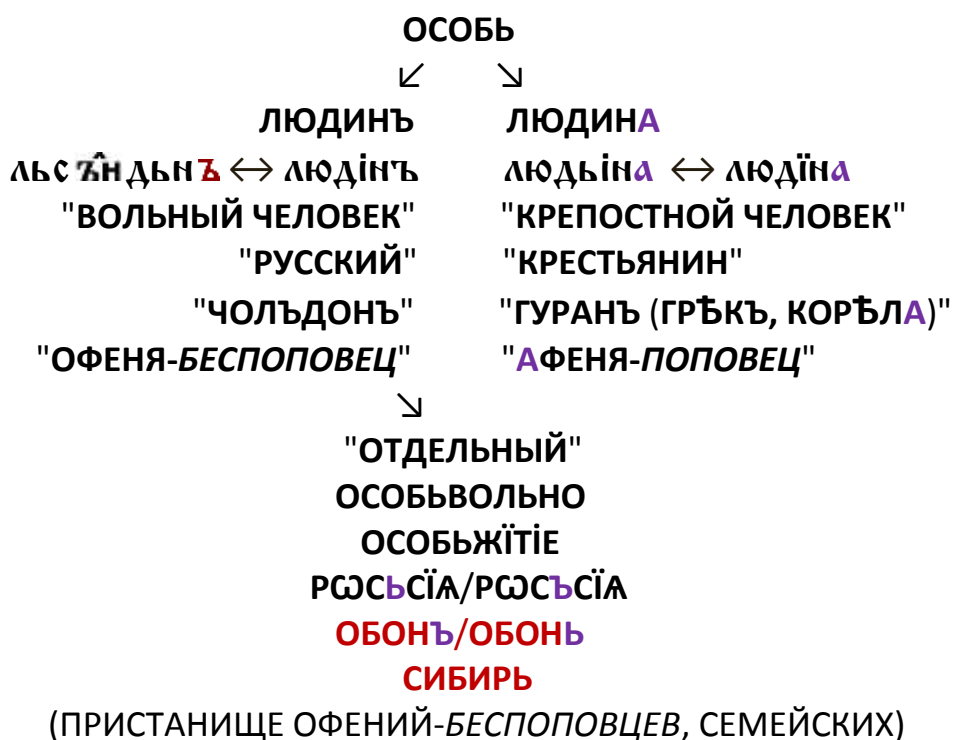 ОСОБЬ
↙ ↘
ЛЮДИНЪ ЛЮДИНА
льс дьнъ ↔ людінъ людьіна ↔ людїна
"ВОЛЬНЫЙ ЧЕЛОВЕК" "КРЕПОСТНОЙ ЧЕЛОВЕК"
"РУССКИЙ" "КРЕСТЬЯНИН"
"ЧОЛЪДОНЪ" "ГУРАНЪ (ГРѢКЪ, КОРѢЛА)"
"ОФЕНЯ-БЕСПОПОВЕЦ" "АФЕНЯ-ПОПОВЕЦ"
↘
"ОТДЕЛЬНЫЙ"
ОСОБЬВОЛЬНО
ОСОБЬЖЇТІЕ
РѠСЬСЇѦ/РѠСЪСЇѦ
ОБОНЪ/ОБОНЬ
СИБИРЬ
(ПРИСТАНИЩЕ ОФЕНИЙ-БЕСПОПОВЦЕВ, СЕМЕЙСКИХ)